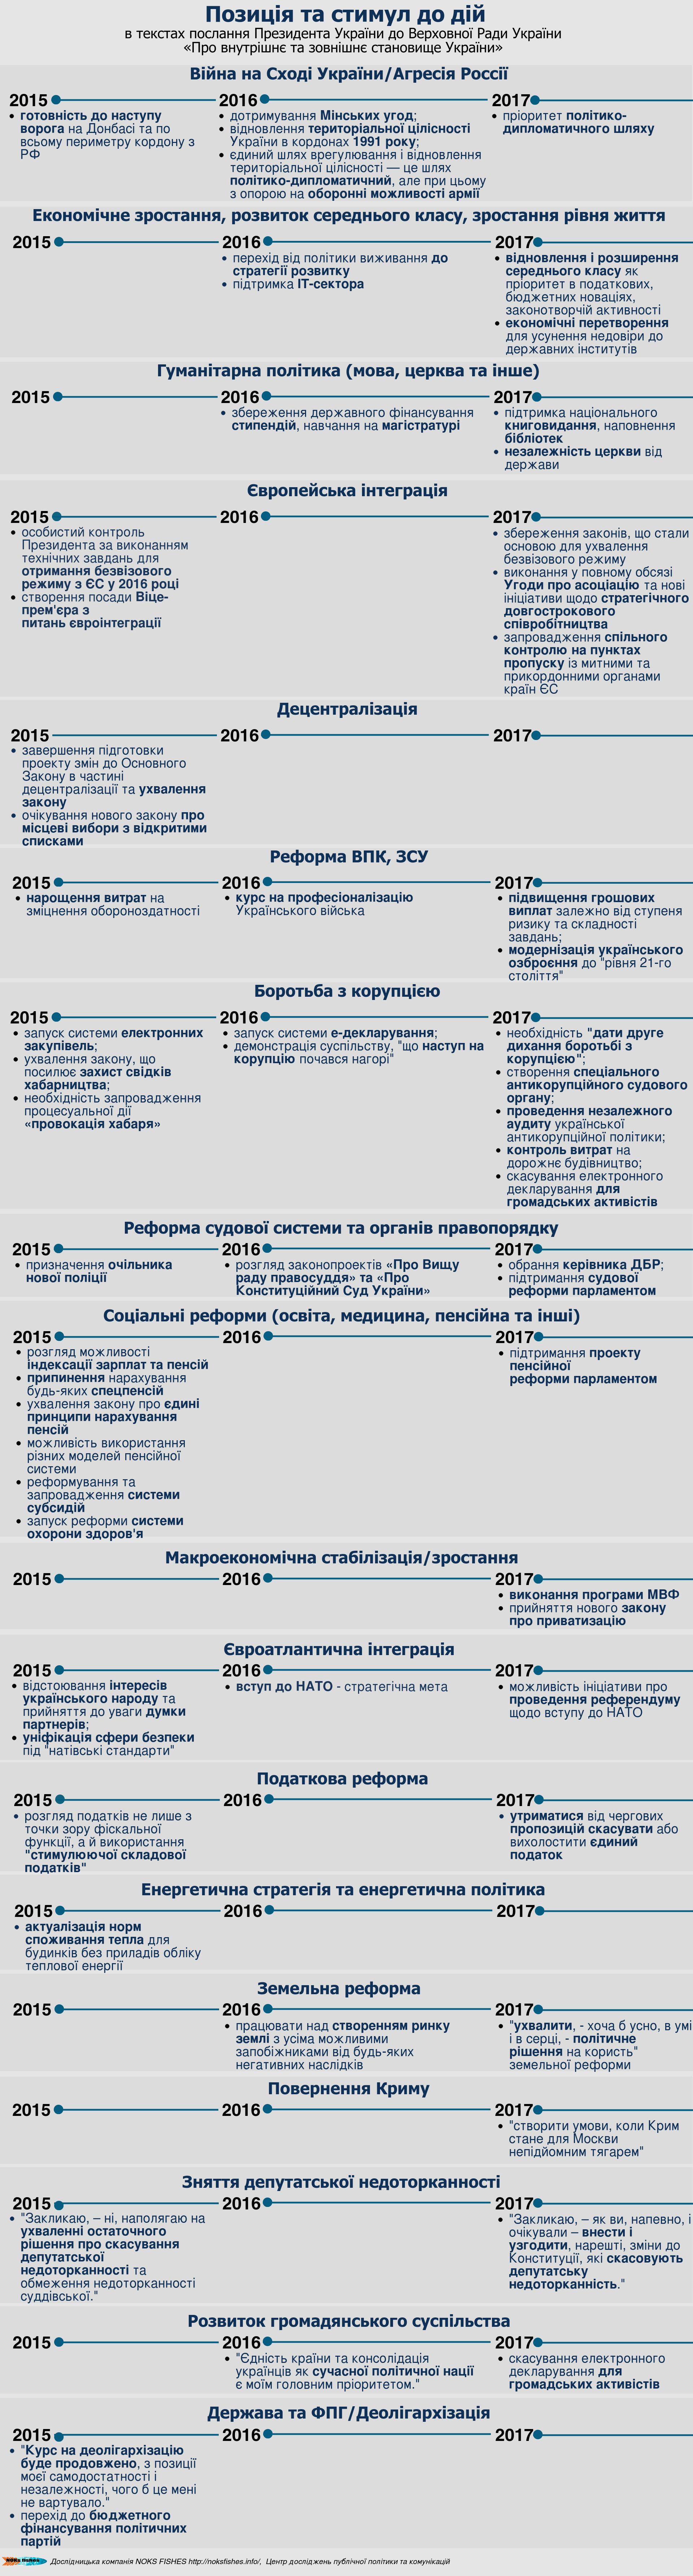 Позиція та стимул до дій
в текстах послання Президента України до Верховної Ради України
«Про внутрішнє та зовнішнє становище України»
Війна на Сході України/Агресія Россії
2015
• готовність до наступу
ворога на Донбасі та по
всьому периметру кордону з
РФ
2016
• дотримування Мінських угод;
• відновлення територіальної цілісності
України в кордонах 1991 року;
• єдиний шлях врегулювання і відновлення
територіальної цілісності — це шлях
політико-дипломатичний, але при цьому
з опорою на оборонні можливості армії
2017
• пріоритет політико-
дипломатичного шляху
Економічне зростання, розвиток середнього класу, зростання рівня життя
2015
2016
• перехід від політики виживання до
стратегії розвитку
• підтримка ІТ-сектора
2017
• відновлення і розширення
середнього класу як
пріоритет в податкових,
бюджетних новаціях,
законотворчій активності
• економічні перетворення
для усунення недовіри до
державних інститутів
Гуманітарна політика (мова, церква та інше)
2015
2016
• збереження державного фінансування
стипендій, навчання на магістратурі
2017
• підтримка національного
книговидання, наповнення
бібліотек
• незалежність церкви від
держави
Європейська інтеграція
2015
• особистий контроль
Президента за виконанням
технічних завдань для
отримання безвізового
режиму з ЄС у 2016 році
• створення посади Віце-
прем'єра з
питань євроінтеграції
2016
2017
• збереження законів, що стали
основою для ухвалення
безвізового режиму
• виконання у повному обсязі
Угоди про асоціацію та нові
ініціативи щодо стратегічного
довгострокового
співробітництва
• запровадження спільного
контролю на пунктах
пропуску із митними та
прикордонними органами
країн ЄС
Децентралізація
2015
• завершення підготовки
проекту змін до Основного
Закону в частині
децентралізації та ухвалення
закону
• очікування нового закону про
місцеві вибори з відкритими
списками
2016
2017
Реформа ВПК, ЗСУ
2015
• нарощення витрат на
зміцнення обороноздатності
2016
• курс на професіоналізацію
Українського війська
2017
• підвищення грошових
виплат залежно від ступеня
ризику та складності
завдань;
• модернізація українського
озброєння до "рівня 21-го
століття"
Боротьба з корупцією
2015
• запуск системи електронних
закупівель;
• ухвалення закону, що
посилює захист свідків
хабарництва;
• необхідність запровадження
процесуальної дії
«провокація хабаря»
2016
• запуск системи е-декларування;
• демонстрація суспільству, "що наступ на
корупцію почався нагорі"
2017
• необхідність "дати друге
дихання боротьбі з
корупцією";
• створення спеціального
антикорупційного судового
органу;
• проведення незалежного
аудиту української
антикорупційної політики;
• контроль витрат на
дорожнє будівництво;
• скасування електронного
декларування для
громадських активістів
Реформа судової системи та органів правопорядку
2015
• призначення очільника
нової поліції
2016
• розгляд законопроектів «Про Вищу
раду правосуддя» та «Про
Конституційний Суд України»
2017
• обрання керівника ДБР;
• підтримання судової
реформи парламентом
Соціальні реформи (освіта, медицина, пенсійна та інші)
2015
• розгляд можливості
індексації зарплат та пенсій
• припинення нарахування
будь-яких спецпенсій
• ухвалення закону про єдині
принципи нарахування
пенсій
• можливість використання
різних моделей пенсійної
системи
• реформування та
запровадження системи
субсидій
• запуск реформи системи
охорони здоров'я
2016
2017
• підтримання проекту
пенсійної
реформи парламентом
Макроекономічна стабілізація/зростання
2015
2016
2017
• виконання програми МВФ
• прийняття нового закону
про приватизацію
Євроатлантична інтеграція
2015
• відстоювання інтересів
українського народу та
прийняття до уваги думки
партнерів;
• уніфікація сфери безпеки
під "натівські стандарти"
2016
• вступ до НАТО - стратегічна мета
2017
• можливість ініціативи про
проведення референдуму
щодо вступу до НАТО
Податкова реформа
2015
• розгляд податків не лише з
точки зору фіскальної
функції, а й використання
"стимулюючої складової
податків"
2016
2017
• утриматися від чергових
пропозицій скасувати або
вихолостити єдиний
податок
Енергетична стратегія та енергетична політика
2015
• актуалізація норм
споживання тепла для
будинків без приладів обліку
теплової енергії
2016
2017
Земельна реформа
2015
2016
• працювати над створенням ринку
землі з усіма можливими
запобіжниками від будь-яких
негативних наслідків
2017
• "ухвалити, - хоча б усно, в умі
і в серці, - політичне
рішення на користь"
земельної реформи
Повернення Криму
2015
2016
2017
• "створити умови, коли Крим
стане для Москви
непідйомним тягарем"
Зняття депутатської недоторканності
2015
• "Закликаю, – ні, наполягаю на
ухваленні остаточного
рішення про скасування
депутатської
недоторканності та
обмеження недоторканності
суддівської."
2016
2017
• "Закликаю, – як ви, напевно, і
очікували – внести і
узгодити, нарешті, зміни до
Конституції, які скасовують
депутатську
недоторканність."
Розвиток громадянського суспільства
2015
2016
• "Єдність країни та консолідація
українців як сучасної політичної нації
є моїм головним пріоритетом."
2017
• скасування електронного
декларування для
громадських активістів
Держава та ФПГ/Деолігархізація
2015
• "Курс на деолігархізацію
буде продовжено, з позиції
моєї самодостатності і
незалежності, чого б це мені
не вартувало."
• перехід до бюджетного
фінансування політичних
партій
2016
2017
NOKS FISHES Дослідницька компанія NOKS FISHES http://noksfishes.info/, Центр досліджень публічної політики та комунікацій